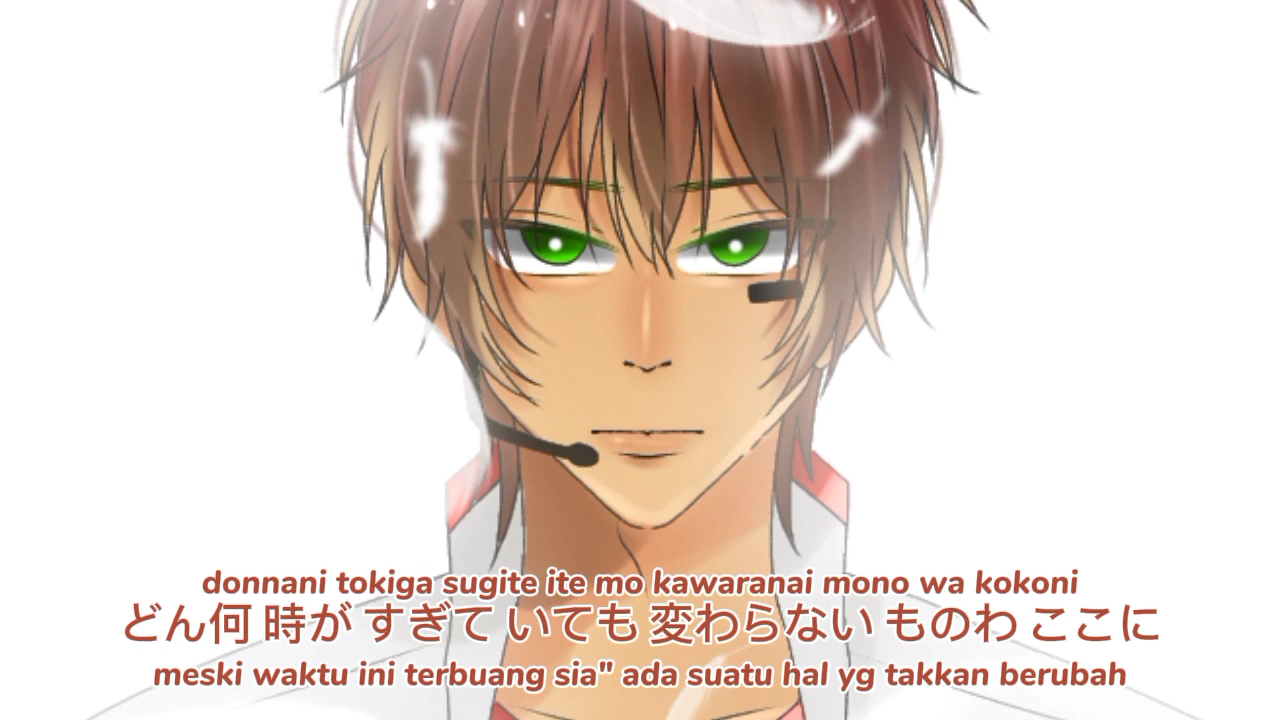 donnani tokiga sugite ite mo kawaranai mono wa kokoni
どん何 時が すぎて いても 変わらない ものわ ここに
meski waktu ini terbuang sia" ada suatu hal yg takkan berubah